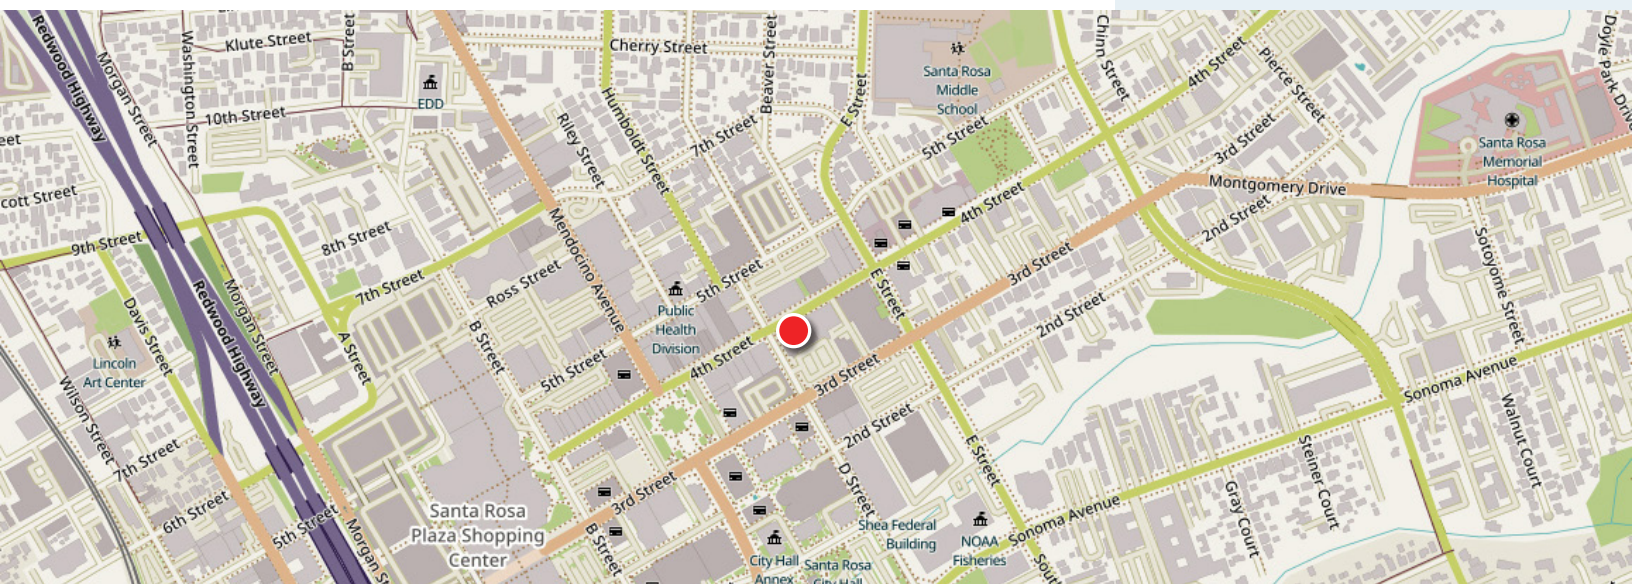 Redwood Highway
Morgan Street
Washington Street
Klute Street
B Street
EDD
10th Street
Cherry Street
Beaver Street
Humboldt Street
Riley Street
7th Street
E Street
Santa Rosa
Middle
School
5th Street
Chinn Street
4th Street
Pierce Street
3rd Street
Doyle Park Drive
Santa Rosa
Memorial
Hospital
Montgomery Drive
2nd Street
4th Street
Sotoyome Street
eet
cott Street
9th Street
8th Street
7th Street
Mendocino Avenue
Ross Street
5th Street
E Street
3rd Street
2nd Street
Public
Health
Division
Redwood Highway
Morgan Street
Davis Street
Lincoln
Art Center
A Street
B Street
5th Street
4th Street
3rd Street
2nd Street
Wilson Street
7th Street
6th Street
5th Street
Morgan S
Santa Rosa
Plaza Shopping
Center
3rd Street
B Street
D Street
E Street
Shea Federal
Building
NOAA
Fisheries
City Hall
Annex
Santa Rosa
City Hall
Sonoma Avenue
South
Sonoma Avenue
Steiner Court
Gray Court
Walnut Court